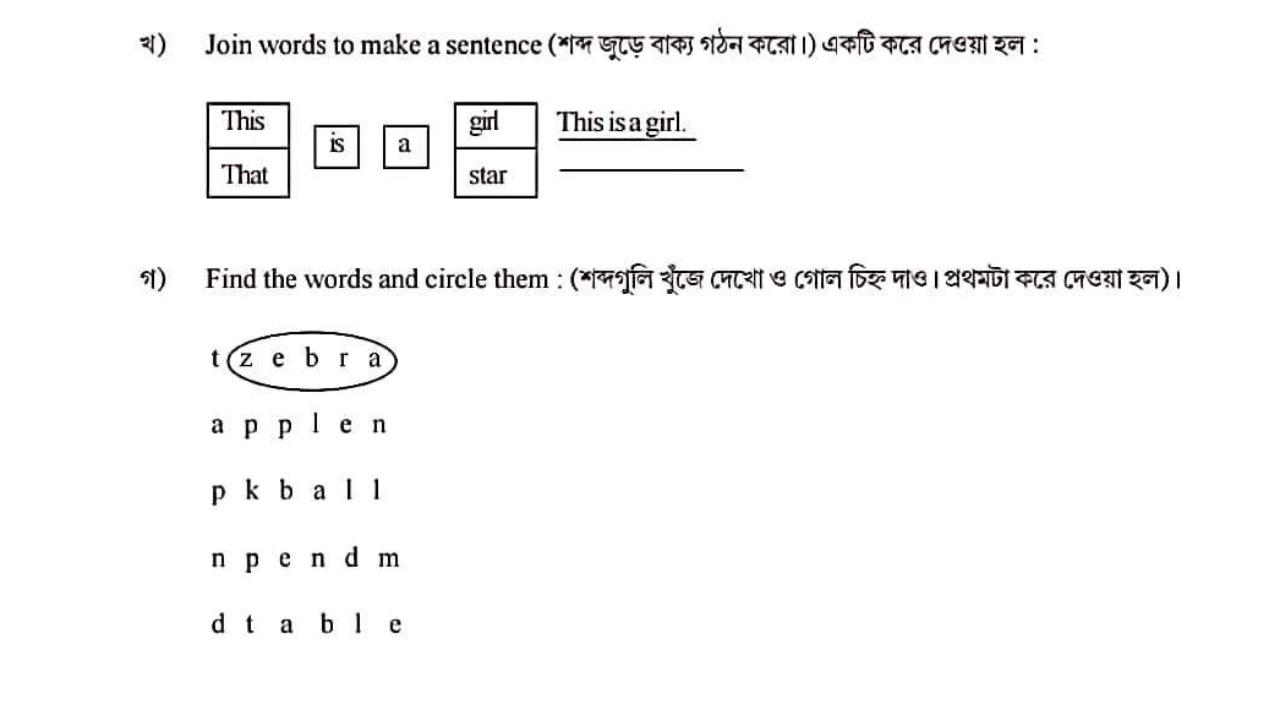 খ) Join words to make a sentence (শব্দ জুড়ে বাক্য গঠন করো।) একটি করে দেওয়া হল :
This is a girl This is a girl.
That star
গ) Find the words and circle them : (শব্দগুলি খুঁজে দেখো ও গোল চিহ্ন দাও। প্রথমটা করে দেওয়া হল)।
t z e b r a
a p p l e n
p k b a l l
n p e n d m
d t a b l e